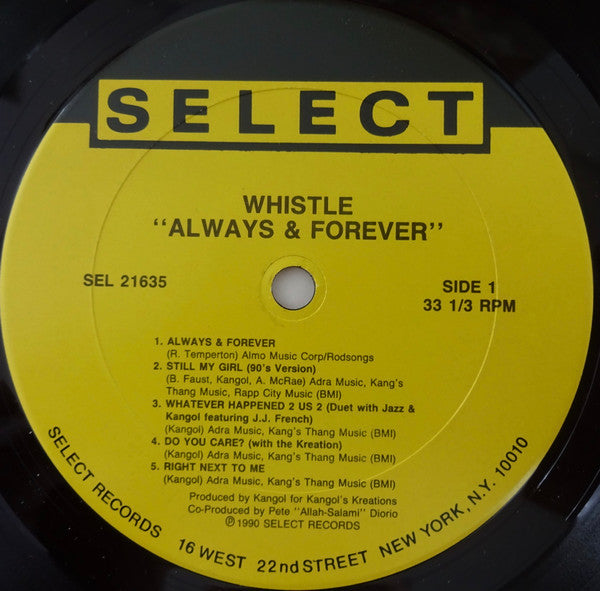 SELECT
WHISTLE
"ALWAYS & FOREVER"
SEL 21635
SIDE 1
33 1/3 RPM
1. ALWAYS & FOREVER
(R. Temperton) Almo Music Corp/Rodsongs
2. STILL MY GIRL (90's Version)
(B. Faust, Kangol, A. McRae) Adra Music, Kang's
Thang Music, Rapp City Music (BMI)
3. WHATEVER HAPPENED 2 US 2 (Duet with Jazz &
Kangol featuring J.J. French)
(Kangol) Adra Music, Kang's Thang Music (BMI)
4. DO YOU CARE? (with the Kreation)
(Kangol) Adra Music, Kang's Thang Music (BMI)
5. RIGHT NEXT TO ME
(Kangol) Adra Music, Kang's Thang Music (BMI)
Produced by Kangol for Kangol's Kreations
Co-Produced by Pete "Allah-Salami" Diorio
℗1990 SELECT RECORDS
SELECT RECORDS 16 WEST 22nd STREET NEW YORK, N.Y. 10010